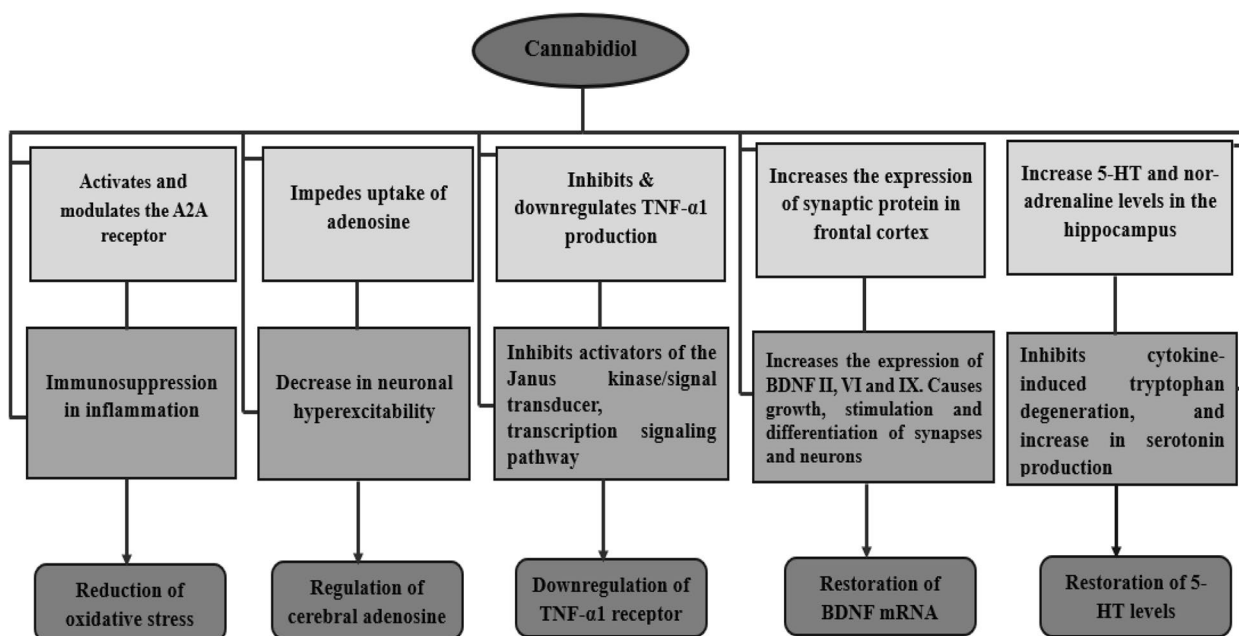 Cannabidiol
Activates and
modulates the A2A
receptor
Impedes uptake of
adenosine
Inhibits &
downregulates TNF-α1
production
Increases the expression
of synaptic protein in
frontal cortex
Increase 5-HT and nor-
adrenaline levels in the
hippocampus
Immunosuppression
in inflammation
Decrease in neuronal
hyperexcitability
Inhibits activators of the
Janus kinase/signal
transducer,
transcription signaling
pathway
Increases the expression of
BDNF II, VI and IX. Causes
growth, stimulation and
differentiation of synapses
and neurons
Inhibits cytokine-
induced tryptophan
degeneration, and
increase in serotonin
production
Reduction of
oxidative stress
Regulation of
cerebral adenosine
Downregulation of
TNF-α1 receptor
Restoration of
BDNF mRNA
Restoration of 5-
HT levels